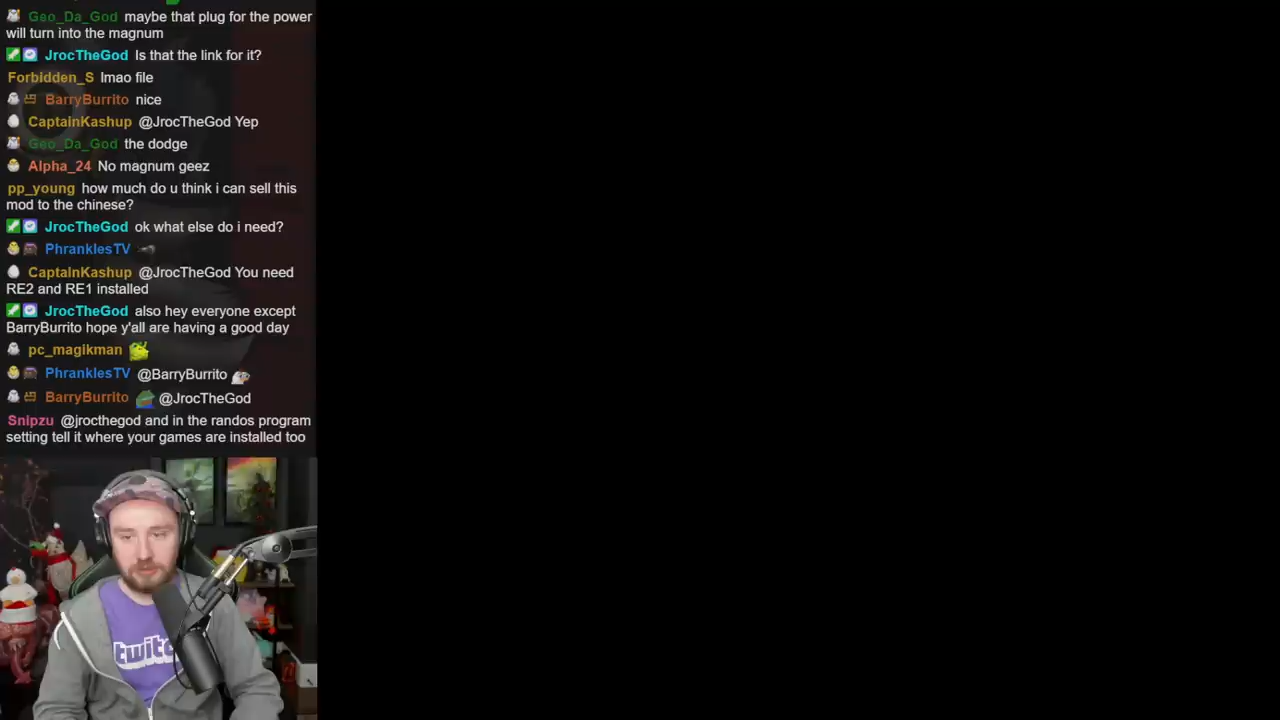 Geo_Da_God maybe that plug for the power
will turn into the magnum
JrocTheGod Is that the link for it?
Forbidden_S lmao file
BarryBurrito nice
CaptainKashup @JrocTheGod Yep
Geo_Da_God the dodge
Alpha_24 No magnum geez
pp_young how much do u think i can sell this
mod to the chinese?
JrocTheGod ok what else do i need?
PhranklesTV
CaptainKashup @JrocTheGod You need
RE2 and RE1 installed
JrocTheGod also hey everyone except
BarryBurrito hope y'all are having a good day
pc_magikman
PhranklesTV @BarryBurrito
BarryBurrito @JrocTheGod
Snipzu @jrocthegod and in the randos program
setting tell it where your games are installed too
twitc